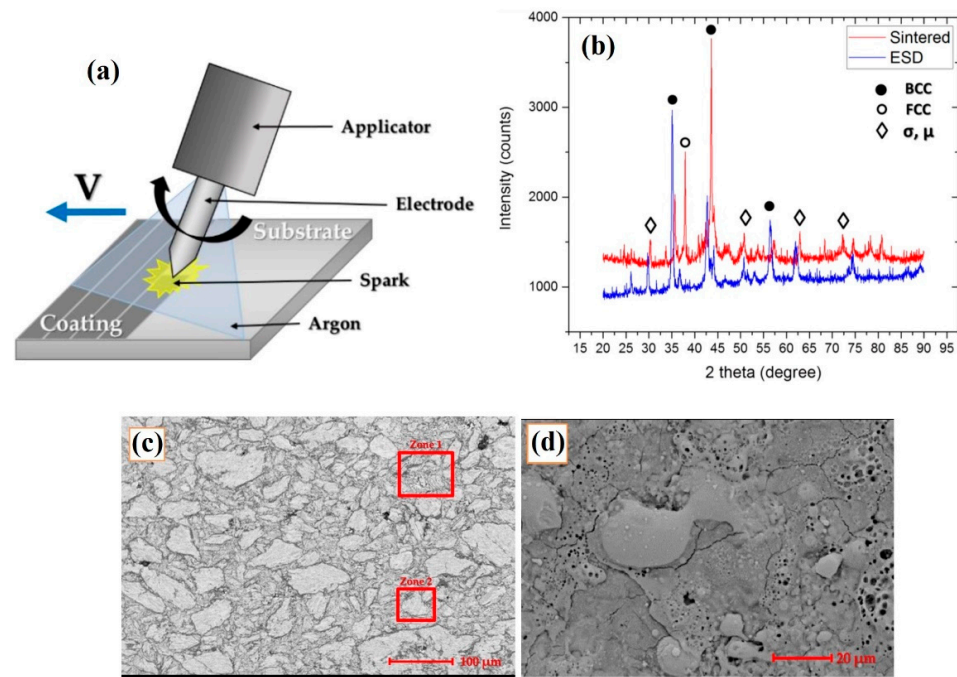 (a)
Applicator
V
Electrode
Substrate
Spark
Coating
Argon
(b)
4000
3000
2000
1000
Intensity (counts)
Sintered
ESD
BCC
FCC
σ, μ
15 20 25 30 35 40 45 50 55 60 65 70 75 80 85 90 95
2 theta (degree)
(c)
Zone 1
Zone 2
100 μm
(d)
20 μm